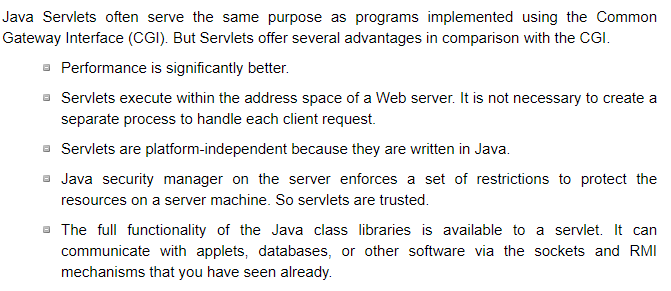 Java Servlets often serve the same purpose as programs implemented using the Common
Gateway Interface (CGI). But Servlets offer several advantages in comparison with the CGI.
Performance is significantly better.
Servlets execute within the address space of a Web server. It is not necessary to create a
separate process to handle each client request.
Servlets are platform-independent because they are written in Java.
Java security manager on the server enforces a set of restrictions to protect the
resources on a server machine. So servlets are trusted.
The full functionality of the Java class libraries is available to a servlet. It can
communicate with applets, databases, or other software via the sockets and RMI
mechanisms that you have seen already.